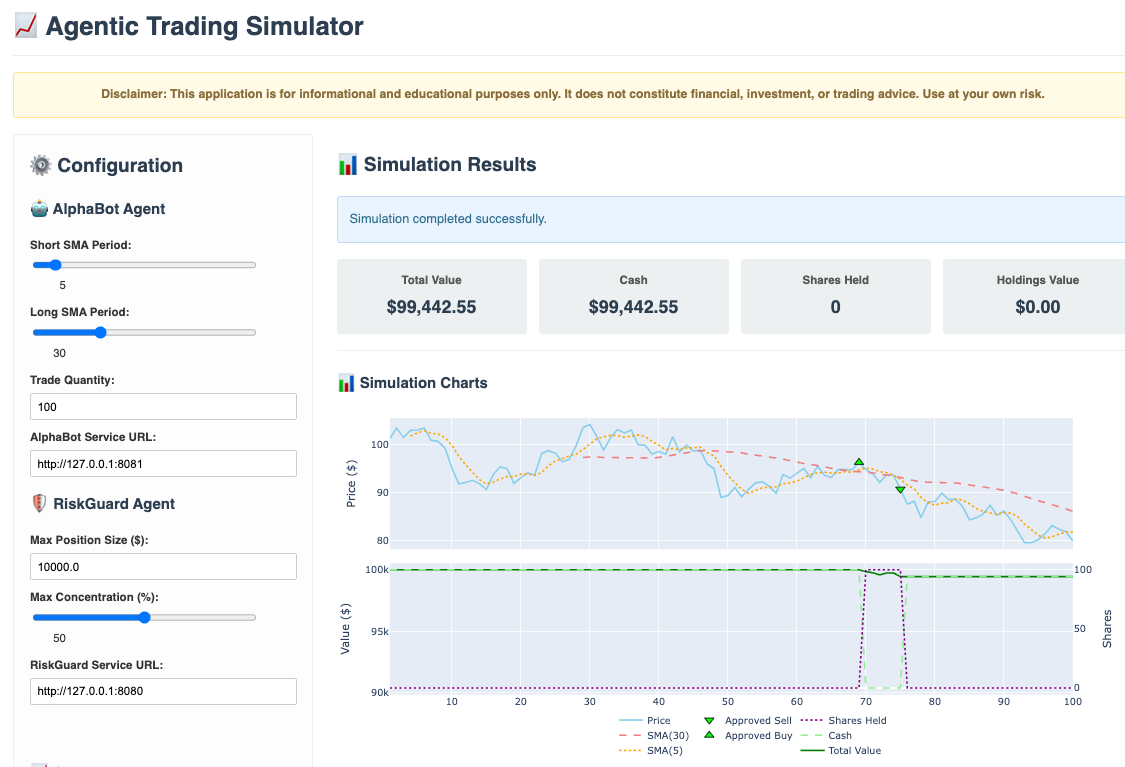 Agentic Trading Simulator
Disclaimer: This application is for informational and educational purposes only. It does not constitute financial, investment, or trading advice. Use at your own risk.
Configuration
AlphaBot Agent
Short SMA Period:
5
Long SMA Period:
30
Trade Quantity:
100
AlphaBot Service URL:
http://127.0.0.1:8081
RiskGuard Agent
Max Position Size ($):
10000.0
Max Concentration (%):
50
RiskGuard Service URL:
http://127.0.0.1:8080
Simulation Results
Simulation completed successfully.
Total Value
$99,442.55
Cash
$99,442.55
Shares Held
0
Holdings Value
$0.00
Simulation Charts
Price ($)
100
90
80
Value ($)
100k
95k
90k
Shares
100
50
0
10 20 30 40 50 60 70 80 90 100
Price
SMA(30)
SMA(5)
Approved Sell
Approved Buy
Shares Held
Cash
Total Value